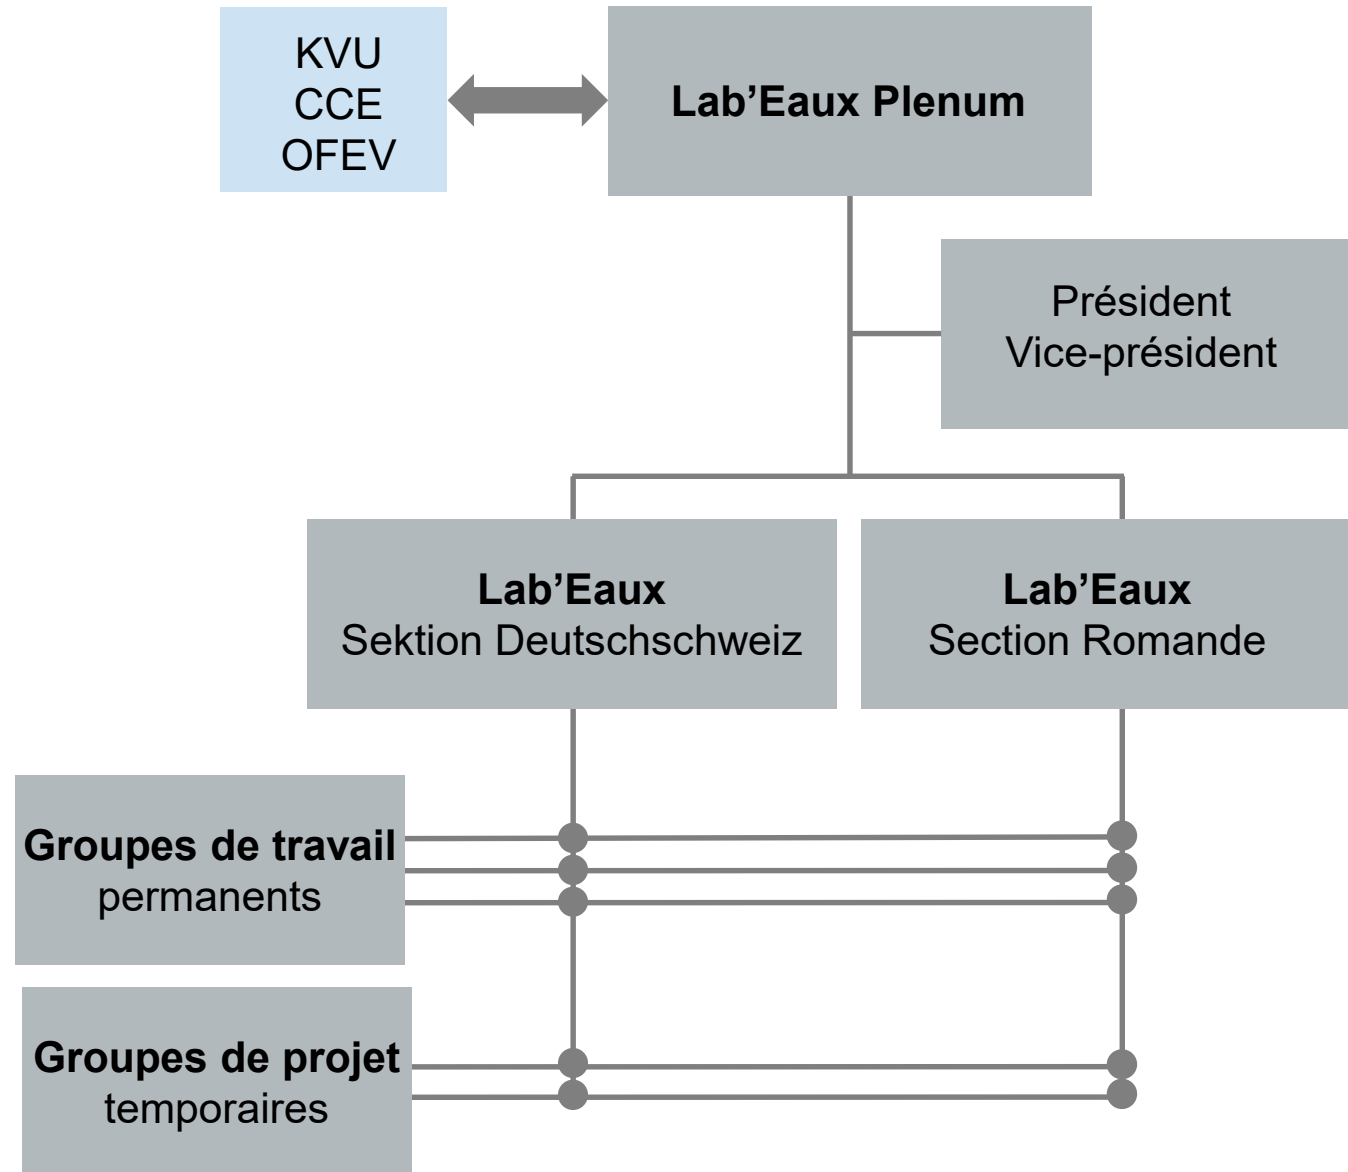 KVU
CCE
OFEV
Lab’Eaux Plenum
Président
Vice-président
Lab’Eaux
Sektion Deutschschweiz
Lab’Eaux
Section Romande
Groupes de travail
permanents
Groupes de projet
temporaires